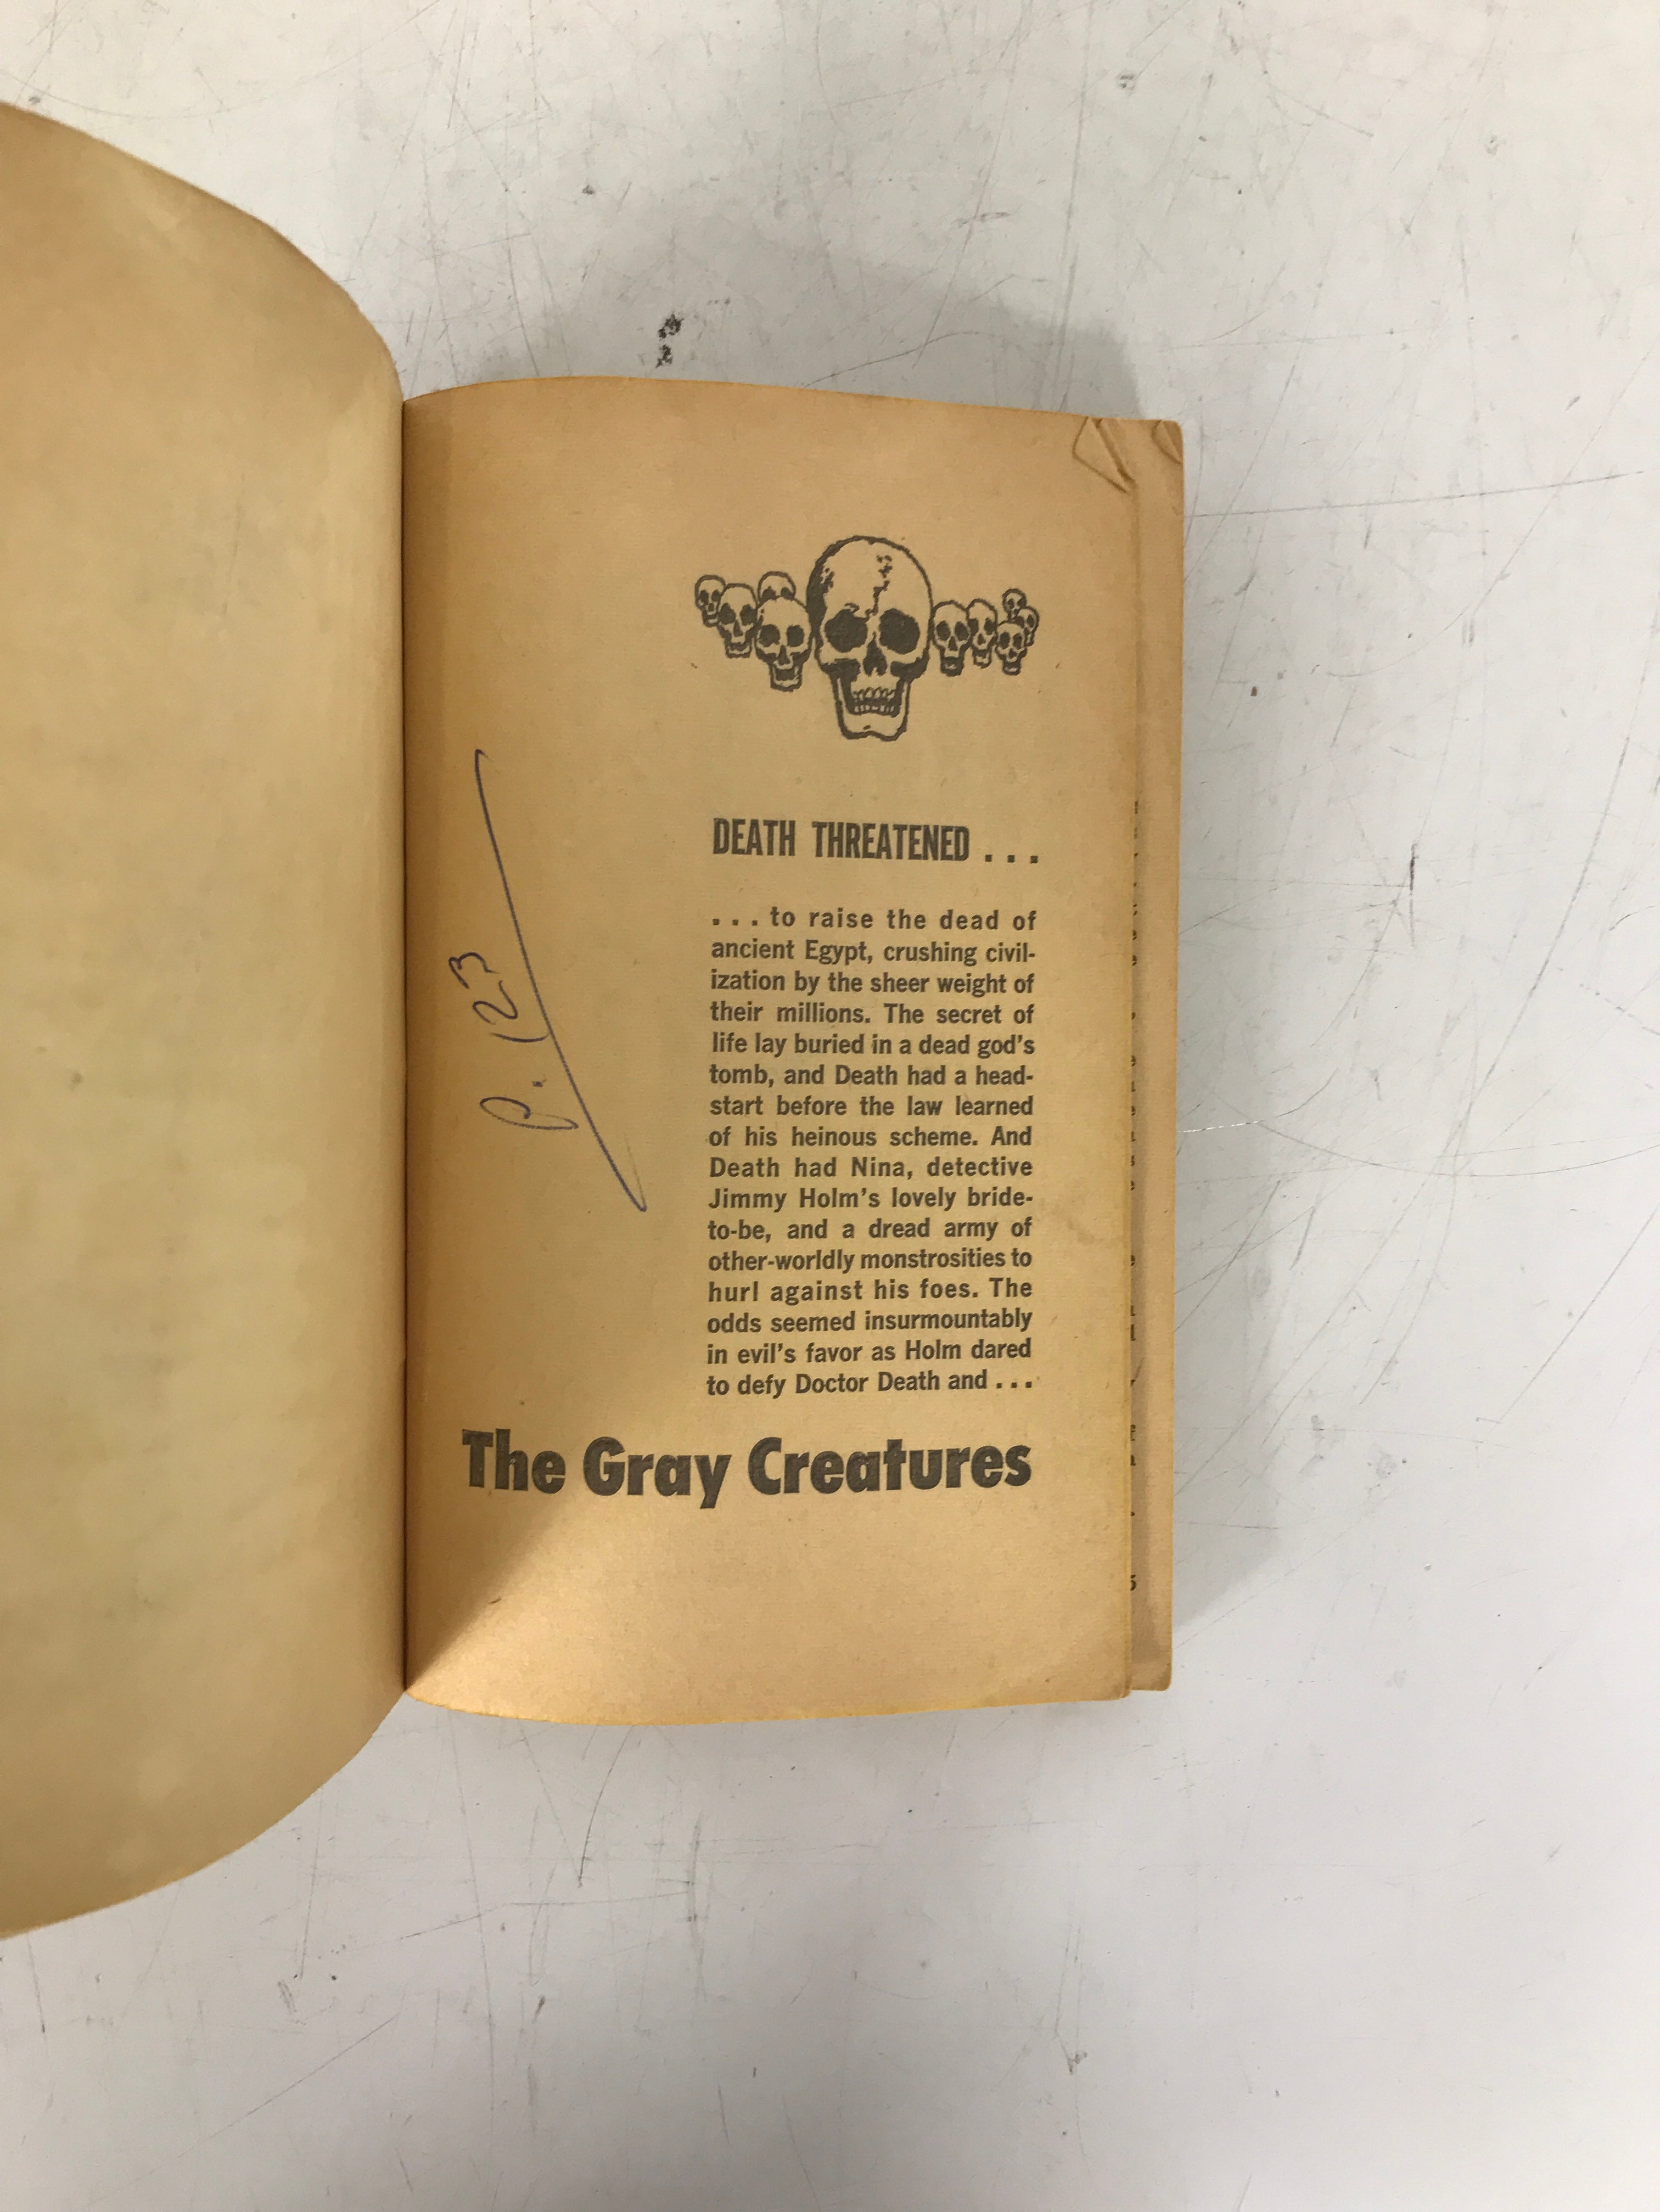 DEATH THREATENED . . .
. . . to raise the dead of
ancient Egypt, crushing civil-
ization by the sheer weight of
their millions. The secret of
life lay buried in a dead god's
tomb, and Death had a head-
start before the law learned
of his heinous scheme. And
Death had Nina, detective
Jimmy Holm's lovely bride-
to-be, and a dread army of
other-worldly monstrosities to
hurl against his foes. The
odds seemed insurmountably
in evil's favor as Holm dared
to defy Doctor Death and . . .
The Gray Creatures
p. 123